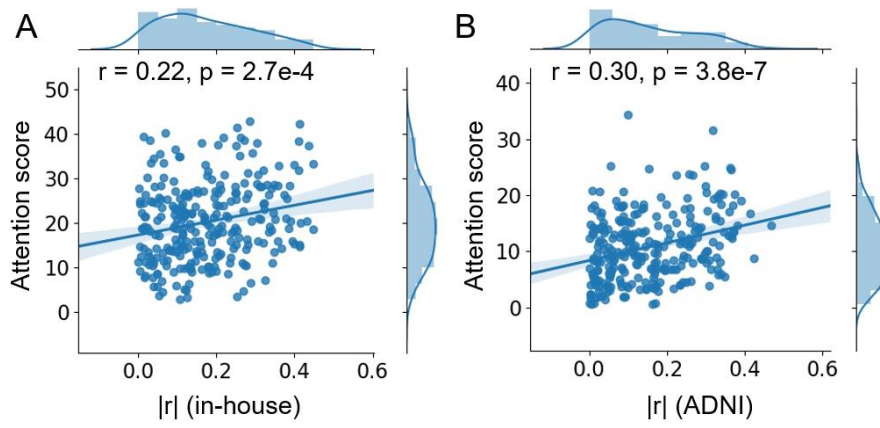 A
r = 0.22, p = 2.7e-4
Attention score
50
40
30
20
10
0
0.0 0.2 0.4 0.6
|r| (in-house)
B
r = 0.30, p = 3.8e-7
Attention score
40
30
20
10
0
0.0 0.2 0.4 0.6
|r| (ADNI)